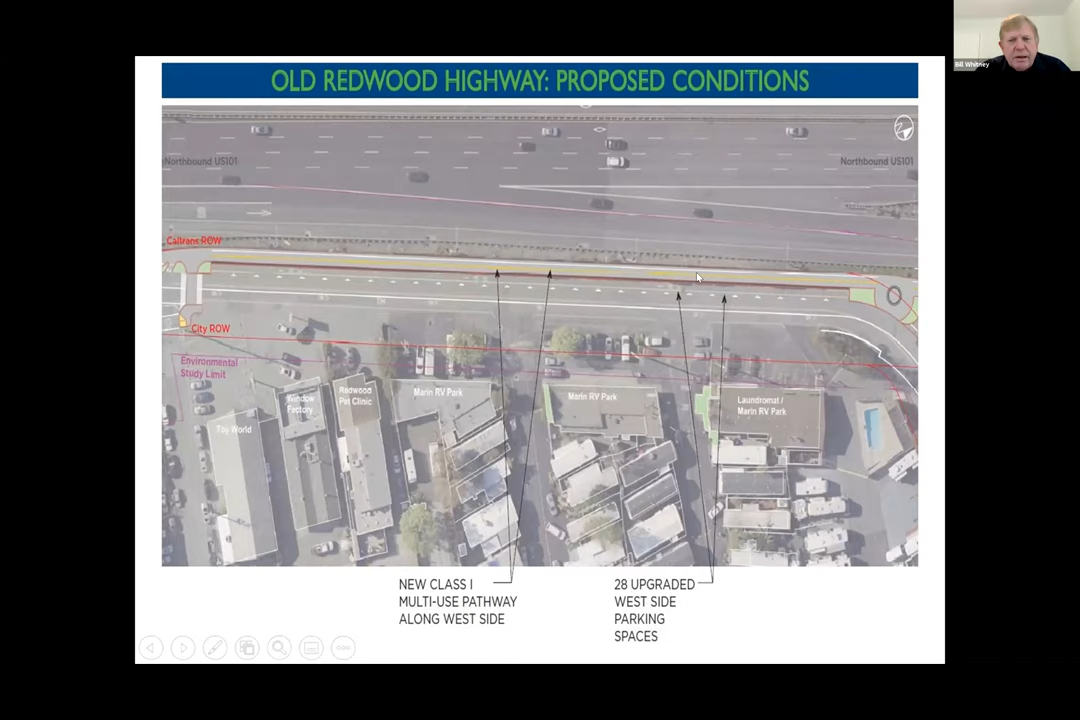 Bill Whitney
OLD REDWOOD HIGHWAY: PROPOSED CONDITIONS
Northbound US101
Northbound US101
Caltrans ROW
City ROW
Environmental
Study Limit
Toy World
Window
Factory
Redwood
Pet Clinic
Marin RV Park
Marin RV Park
Laundromat /
Marin RV Park
NEW CLASS I
MULTI-USE PATHWAY
ALONG WEST SIDE
28 UPGRADED
WEST SIDE
PARKING
SPACES